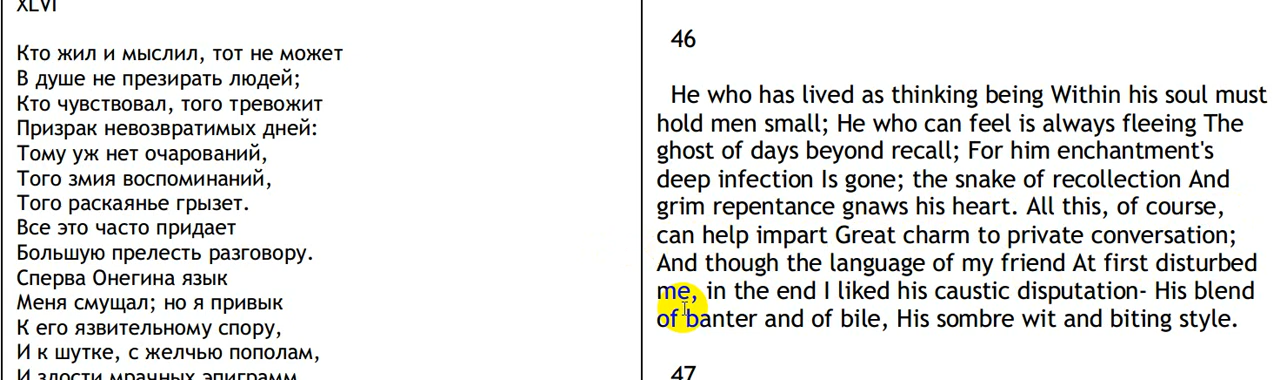 XLVI
Кто жил и мыслил, тот не может
В душе не презирать людей;
Кто чувствовал, того тревожит
Призрак невозвратимых дней:
Тому уж нет очарований,
Того змия воспоминаний,
Того раскаянье грызет.
Все это часто придает
Большую прелесть разговору.
Сперва Онегина язык
Меня смущал; но я привык
К его язвительному спору,
И к шутке, с желчью пополам,
И злости мрачных эпиграмм
46
He who has lived as thinking being Within his soul must
hold men small; He who can feel is always fleeing The
ghost of days beyond recall; For him enchantment's
deep infection Is gone; the snake of recollection And
grim repentance gnaws his heart. All this, of course,
can help impart Great charm to private conversation;
And though the language of my friend At first disturbed
me, in the end I liked his caustic disputation- His blend
of banter and of bile, His sombre wit and biting style.
47